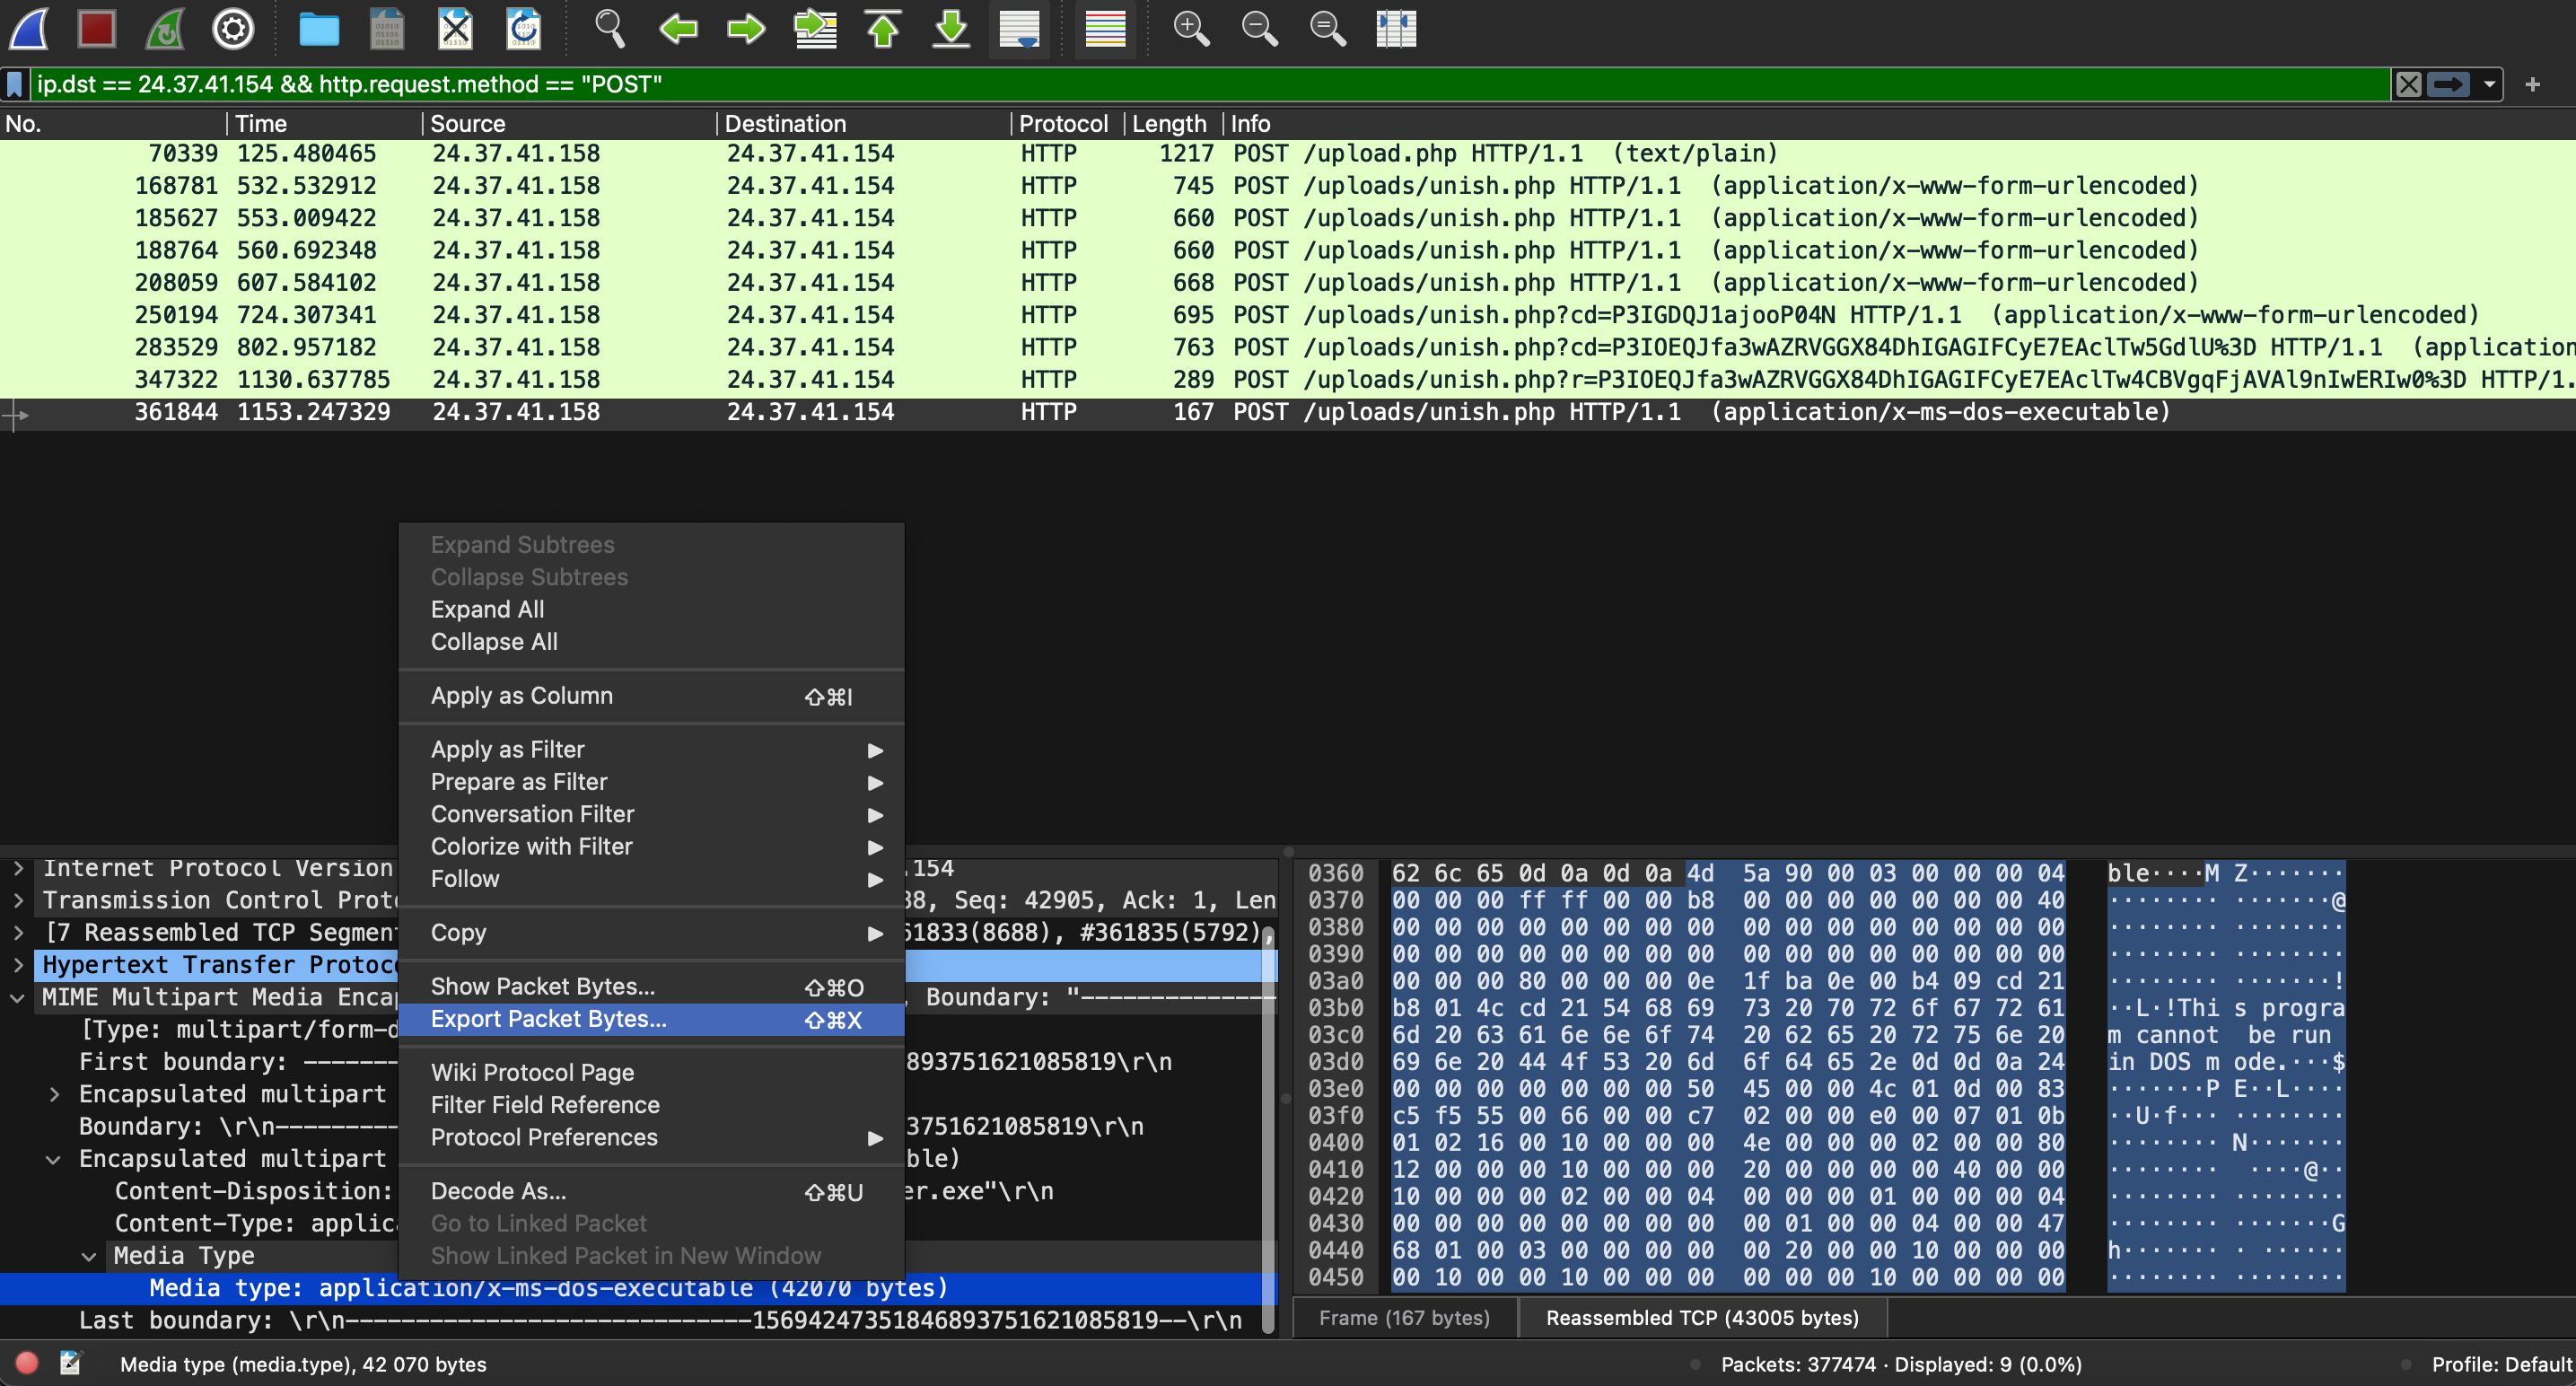 ip.dst == 24.37.41.154 && http.request.method == "POST"
No. Time Source Destination Protocol Length Info
70339 125.480465 24.37.41.158 24.37.41.154 HTTP 1217 POST /upload.php HTTP/1.1 (text/plain)
168781 532.532912 24.37.41.158 24.37.41.154 HTTP 745 POST /uploads/unish.php HTTP/1.1 (application/x-www-form-urlencoded)
185627 553.009422 24.37.41.158 24.37.41.154 HTTP 660 POST /uploads/unish.php HTTP/1.1 (application/x-www-form-urlencoded)
188764 560.692348 24.37.41.158 24.37.41.154 HTTP 660 POST /uploads/unish.php HTTP/1.1 (application/x-www-form-urlencoded)
208059 607.584102 24.37.41.158 24.37.41.154 HTTP 668 POST /uploads/unish.php HTTP/1.1 (application/x-www-form-urlencoded)
250194 724.307341 24.37.41.158 24.37.41.154 HTTP 695 POST /uploads/unish.php?cd=P3IGDQJ1ajooP04N HTTP/1.1 (application/x-www-form-urlencoded)
283529 802.957182 24.37.41.158 24.37.41.154 HTTP 763 POST /uploads/unish.php?cd=P3IOEQJfa3wAZRVGGX84DhIGAGIFCyE7EAclTw5GdlU%3D HTTP/1.1 (application
347322 1130.637785 24.37.41.158 24.37.41.154 HTTP 289 POST /uploads/unish.php?r=P3IOEQJfa3wAZRVGGX84DhIGAGIFCyE7EAclTw4CBVgqFjAVAl9nIwERIw0%3D HTTP/1.
361844 1153.247329 24.37.41.158 24.37.41.154 HTTP 167 POST /uploads/unish.php HTTP/1.1 (application/x-ms-dos-executable)
Expand Subtrees
Collapse Subtrees
Expand All
Collapse All
Apply as Column ⇧⌘I
Apply as Filter
Prepare as Filter
Conversation Filter
Colorize with Filter
Follow
Copy
Show Packet Bytes... ⇧⌘O
Export Packet Bytes... ⇧⌘X
Wiki Protocol Page
Filter Field Reference
Protocol Preferences
Decode As... ⇧⌘U
Go to Linked Packet
Show Linked Packet in New Window
Internet Protocol Version .154
Transmission Control Prot 38, Seq: 42905, Ack: 1, Len
[7 Reassembled TCP Segmen 61833(8688), #361835(5792),
Hypertext Transfer Protoc
MIME Multipart Media Enca , Boundary: "--------------
[Type: multipart/form-d
First boundary: ------- 893751621085819\r\n
Encapsulated multipart
Boundary: \r\n--------- 3751621085819\r\n
Encapsulated multipart ble)
Content-Disposition: er.exe"\r\n
Content-Type: applic
Media Type
Media type: application/x-ms-dos-executable (42070 bytes)
Last boundary: \r\n-----------------------------15694247351846893751621085819--\r\n
0360 62 6c 65 0d 0a 0d 0a 4d 5a 90 00 03 00 00 00 04 ble····M Z·······
0370 00 00 00 ff ff 00 00 b8 00 00 00 00 00 00 00 40 ········ ·······@
0380 00 00 00 00 00 00 00 00 00 00 00 00 00 00 00 00 ········ ········
0390 00 00 00 00 00 00 00 00 00 00 00 00 00 00 00 00 ········ ········
03a0 00 00 00 80 00 00 00 0e 1f ba 0e 00 b4 09 cd 21 ········ ·······!
03b0 b8 01 4c cd 21 54 68 69 73 20 70 72 6f 67 72 61 ··L·!Thi s progra
03c0 6d 20 63 61 6e 6e 6f 74 20 62 65 20 72 75 6e 20 m cannot be run
03d0 69 6e 20 44 4f 53 20 6d 6f 64 65 2e 0d 0d 0a 24 in DOS m ode.···$
03e0 00 00 00 00 00 00 00 50 45 00 00 4c 01 0d 00 83 ·······P E··L····
03f0 c5 f5 55 00 66 00 00 c7 02 00 00 e0 00 07 01 0b ··U·f··· ········
0400 01 02 16 00 10 00 00 00 4e 00 00 00 02 00 00 80 ········ N·······
0410 12 00 00 00 10 00 00 00 20 00 00 00 00 40 00 00 ········ ····@··
0420 10 00 00 00 02 00 00 04 00 00 00 01 00 00 00 04 ········ ········
0430 00 00 00 00 00 00 00 00 00 01 00 00 04 00 00 47 ········ ·······G
0440 68 01 00 03 00 00 00 00 00 20 00 00 10 00 00 00 h······· · ······
0450 00 10 00 00 10 00 00 00 00 00 00 10 00 00 00 00 ········ ········
Frame (167 bytes) Reassembled TCP (43005 bytes)
Media type (media.type), 42 070 bytes Packets: 377474 · Displayed: 9 (0.0%) Profile: Default